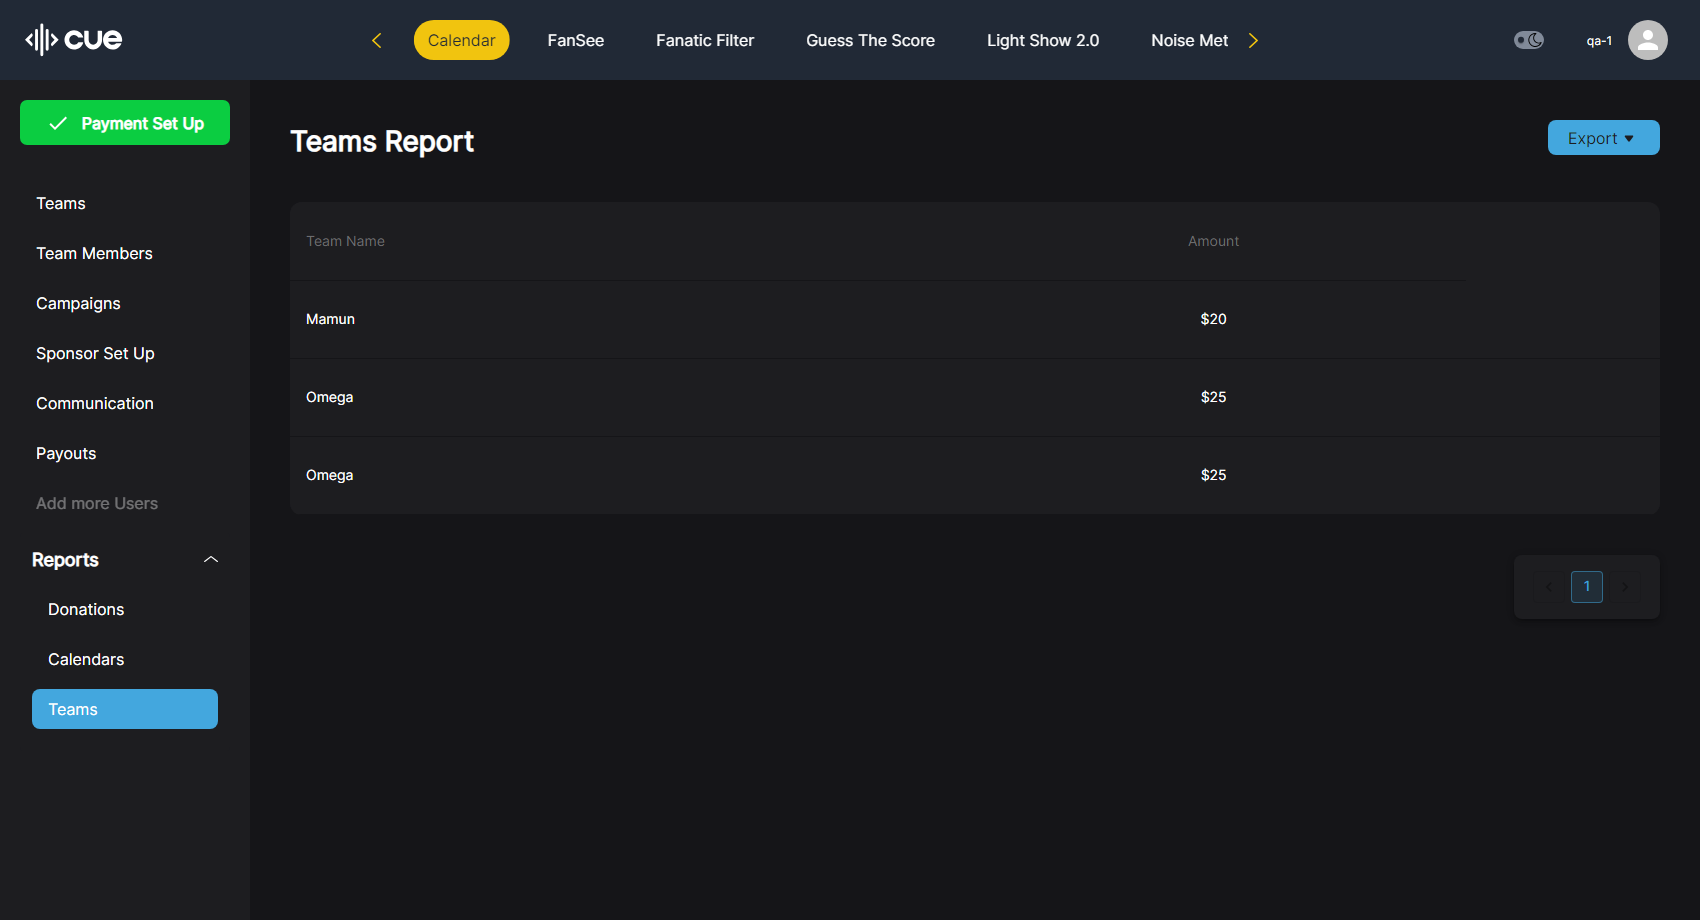 cue
Calendar
FanSee
Fanatic Filter
Guess The Score
Light Show 2.0
Noise Met
qa-1
Payment Set Up
Teams
Team Members
Campaigns
Sponsor Set Up
Communication
Payouts
Add more Users
Reports
Donations
Calendars
Teams
Teams Report
Export
Team Name Amount
Mamun $20
Omega $25
Omega $25
1